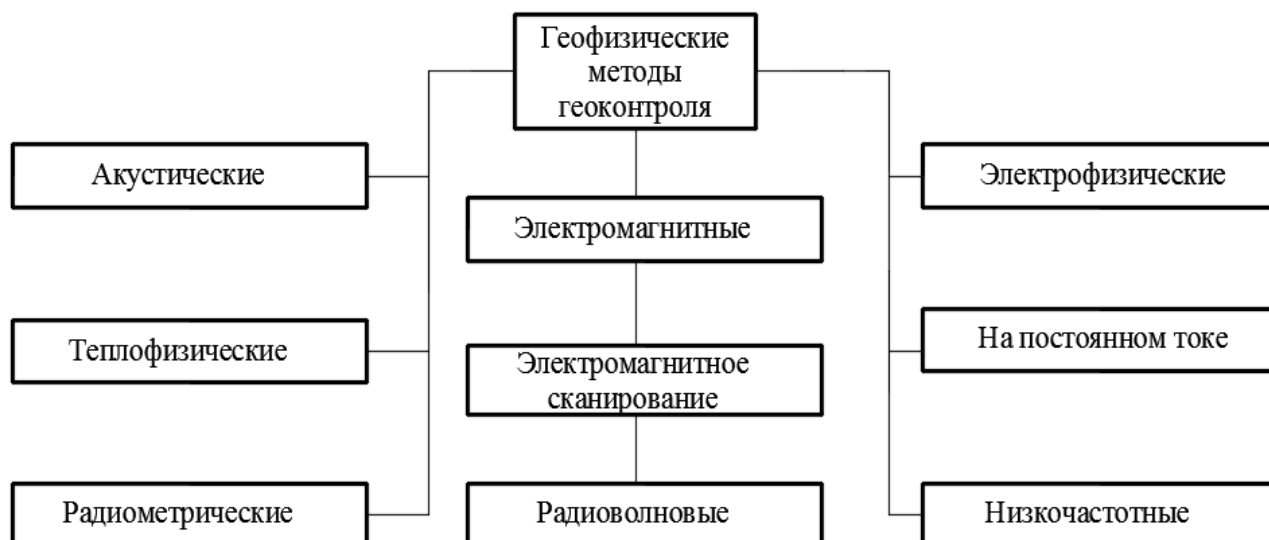 Геофизические
методы
геоконтроля
Акустические
Электрофизические
Электромагнитные
Теплофизические
На постоянном токе
Электромагнитное
сканирование
Радиометрические
Радиоволновые
Низкочастотные